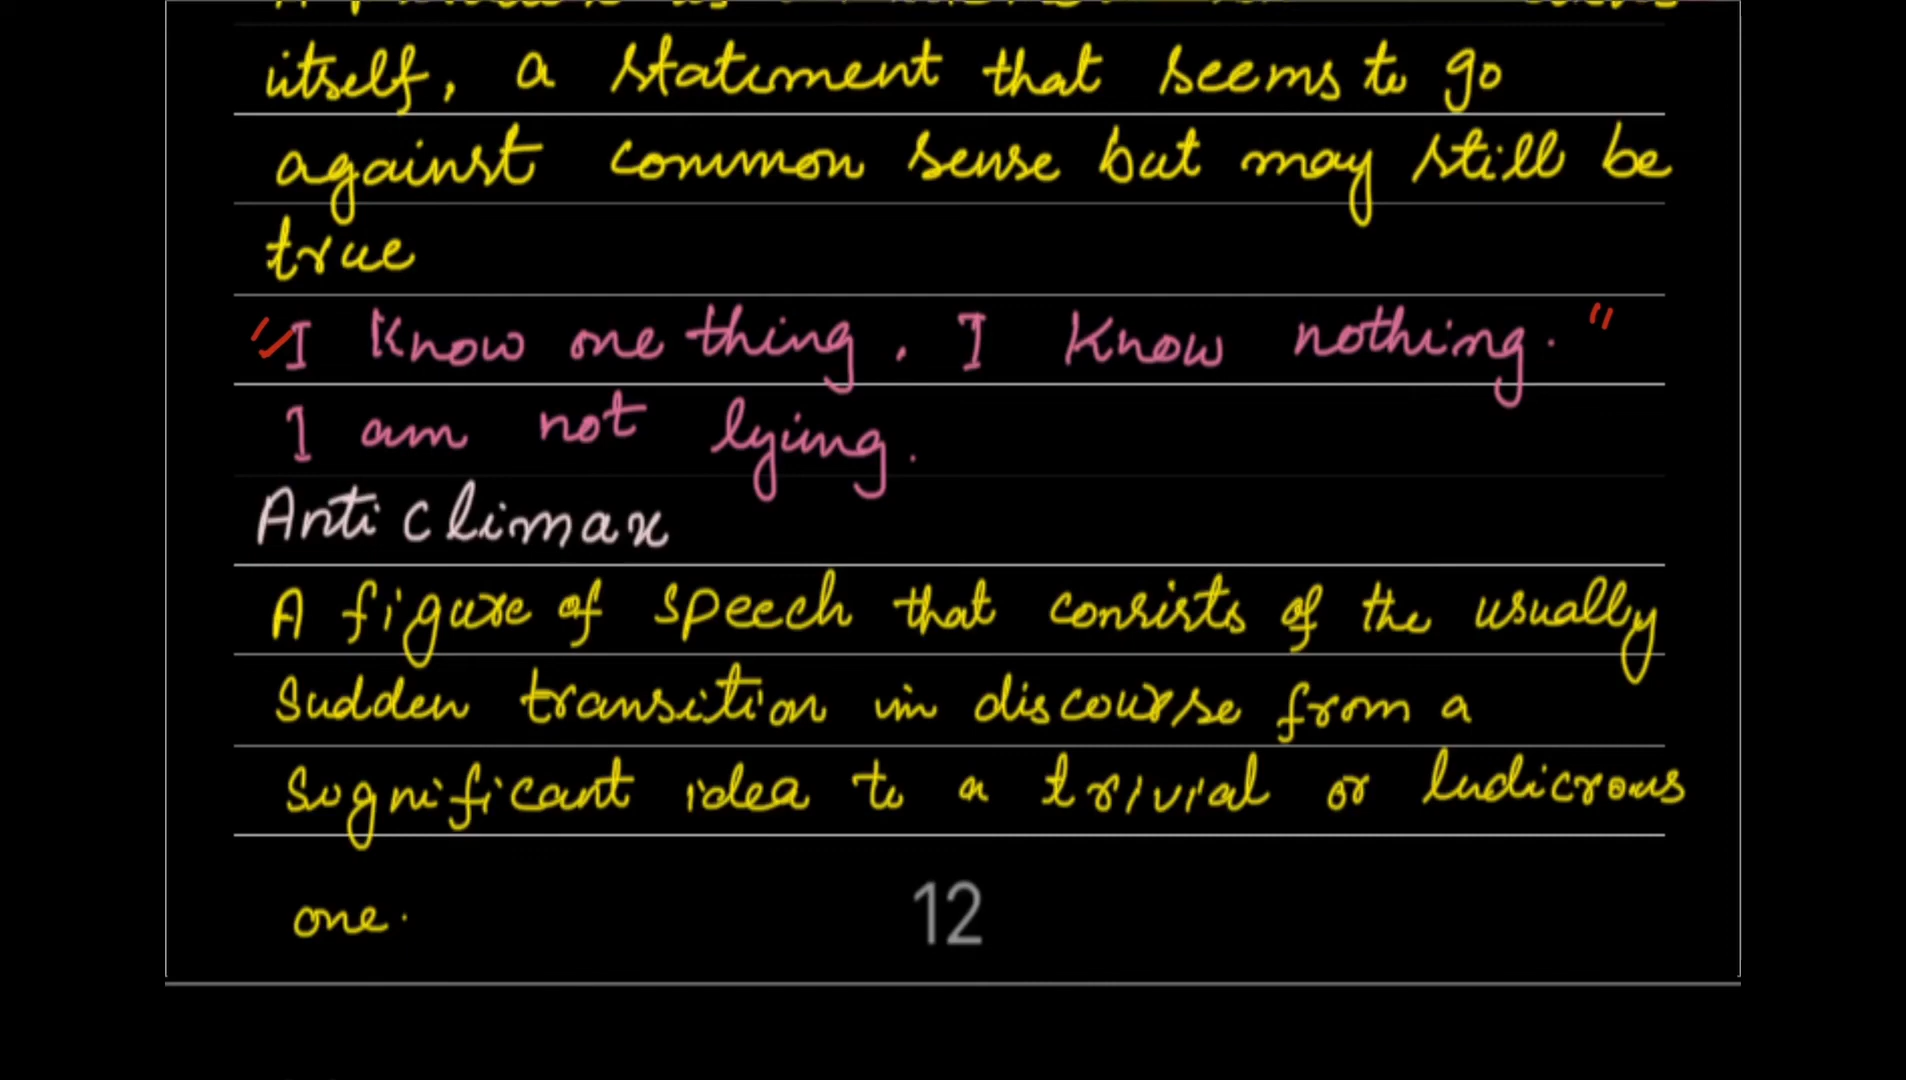 itself, a statement that seems to go
against common sense but may still be
true
"I know one thing. I know nothing."
I am not lying.
Anticlimax
A figure of speech that consists of the usually
sudden transition in discourse from a
significant idea to a trivial or ludicrous
one.
12